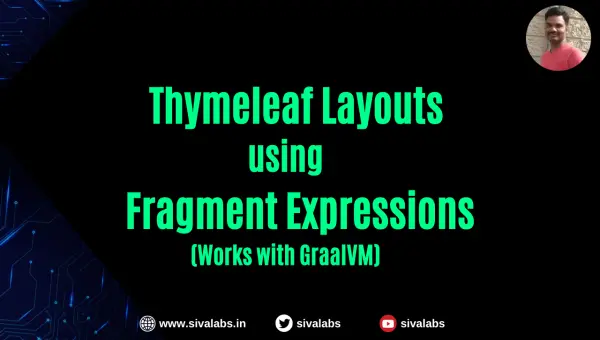 Thymeleaf Layouts
using
Fragment Expressions
(Works with GraalVM)
www.sivalabs.in sivalabs sivalabs